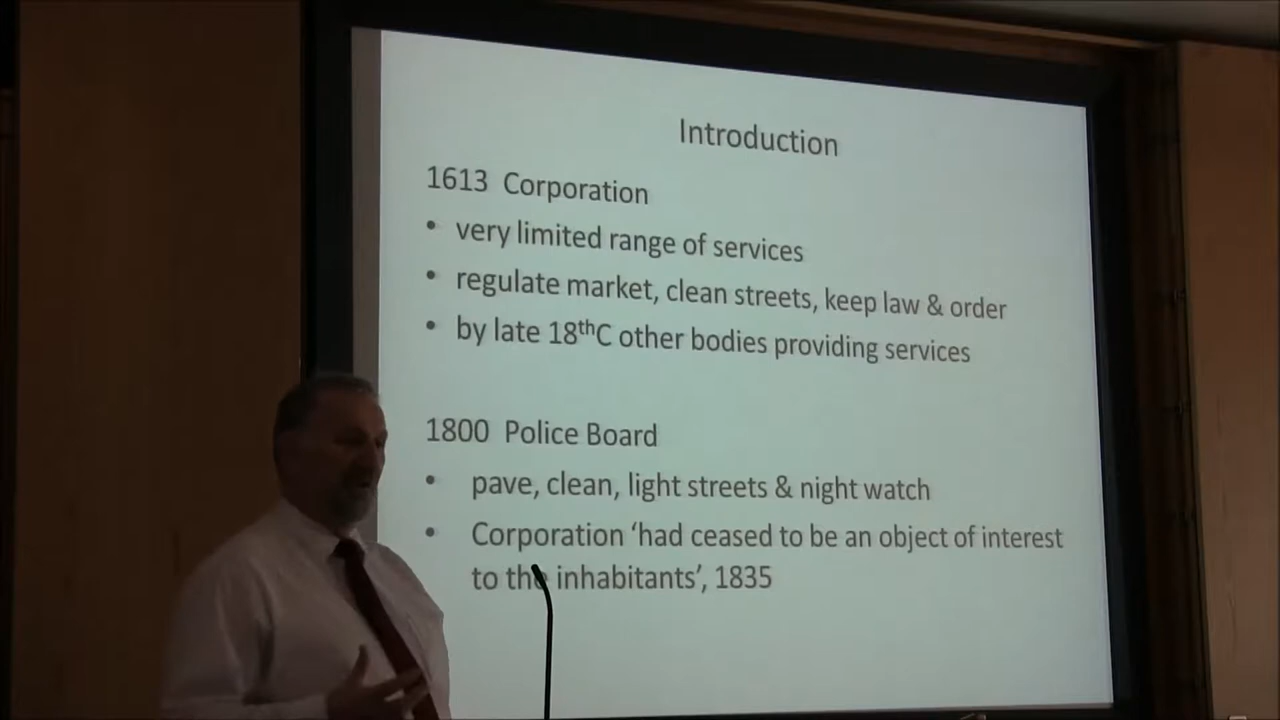 Introduction
1613 Corporation
• very limited range of services
• regulate market, clean streets, keep law & order
• by late 18thC other bodies providing services
1800 Police Board
• pave, clean, light streets & night watch
• Corporation ‘had ceased to be an object of interest
to the inhabitants’, 1835